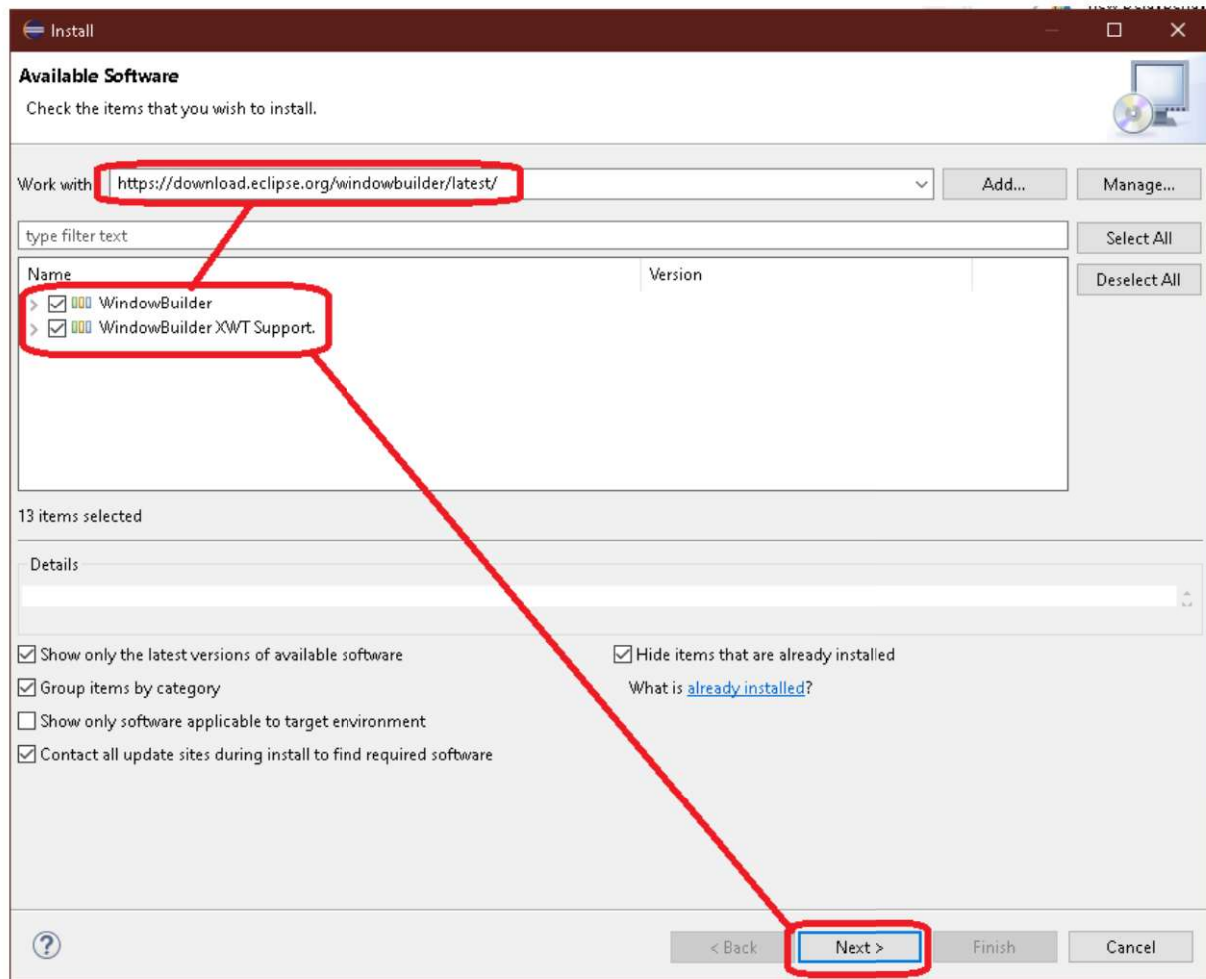 Install
Available Software
Check the items that you wish to install.
Work with https://download.eclipse.org/windowbuilder/latest/ Add... Manage...
type filter text Select All
Name Version Deselect All
WindowBuilder
WindowBuilder XWT Support.
13 items selected
Details
Show only the latest versions of available software Hide items that are already installed
Group items by category What is already installed?
Show only software applicable to target environment
Contact all update sites during install to find required software
? < Back Next > Finish Cancel